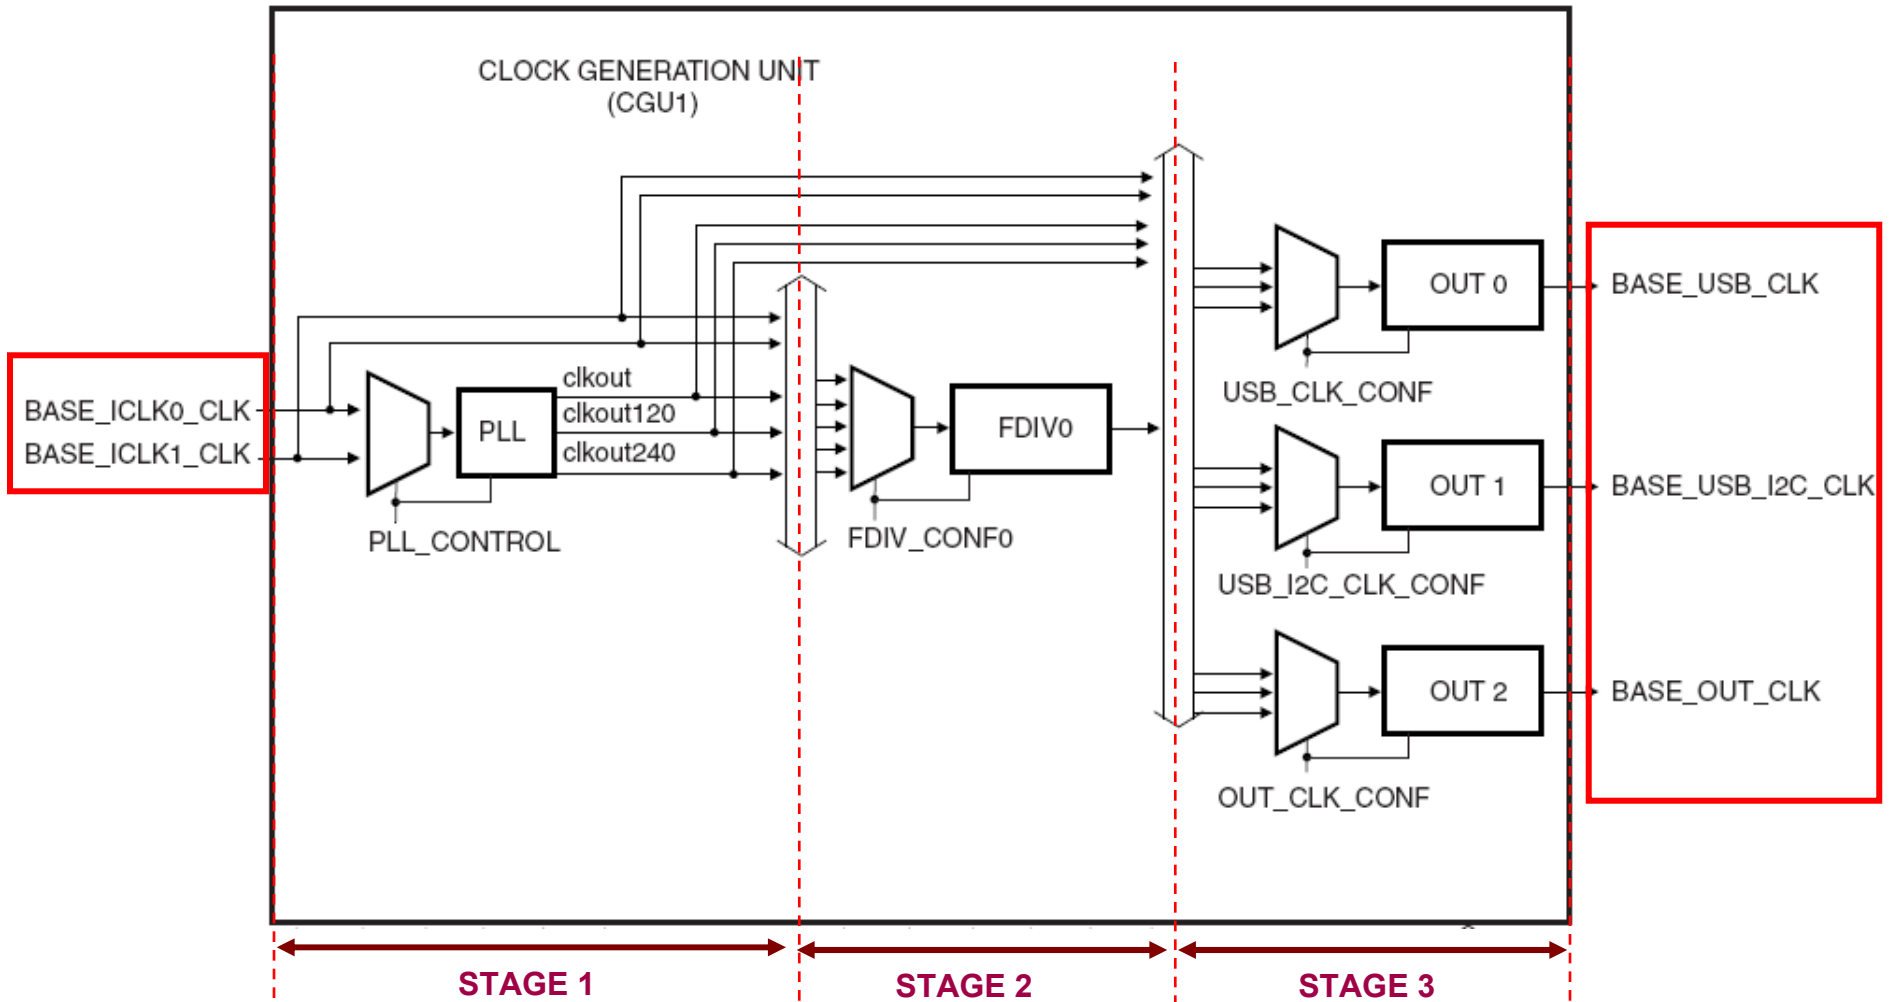 CLOCK GENERATION UNIT
(CGU1)
BASE_ICLK0_CLK
BASE_ICLK1_CLK
PLL
clkout
clkout120
clkout240
PLL_CONTROL
FDIV0
FDIV_CONF0
OUT 0
USB_CLK_CONF
OUT 1
USB_I2C_CLK_CONF
OUT 2
OUT_CLK_CONF
BASE_USB_CLK
BASE_USB_I2C_CLK
BASE_OUT_CLK
STAGE 1
STAGE 2
STAGE 3